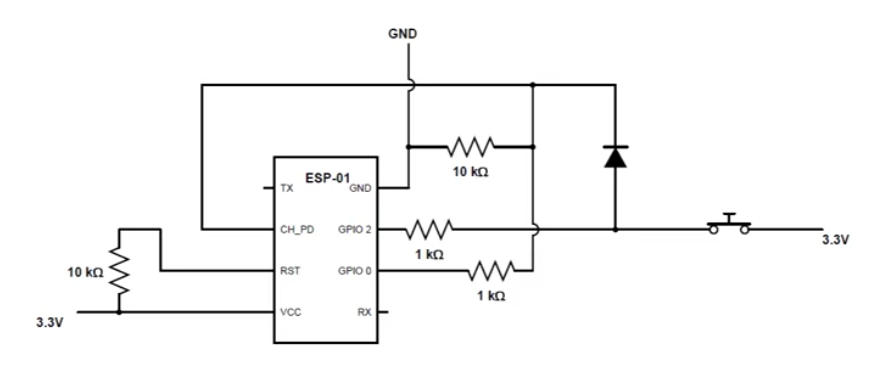 GND
10 kΩ
ESP-01
TX
GND
CH_PD
GPIO 2
1 kΩ
3.3V
10 kΩ
RST
GPIO 0
1 kΩ
3.3V
VCC
RX